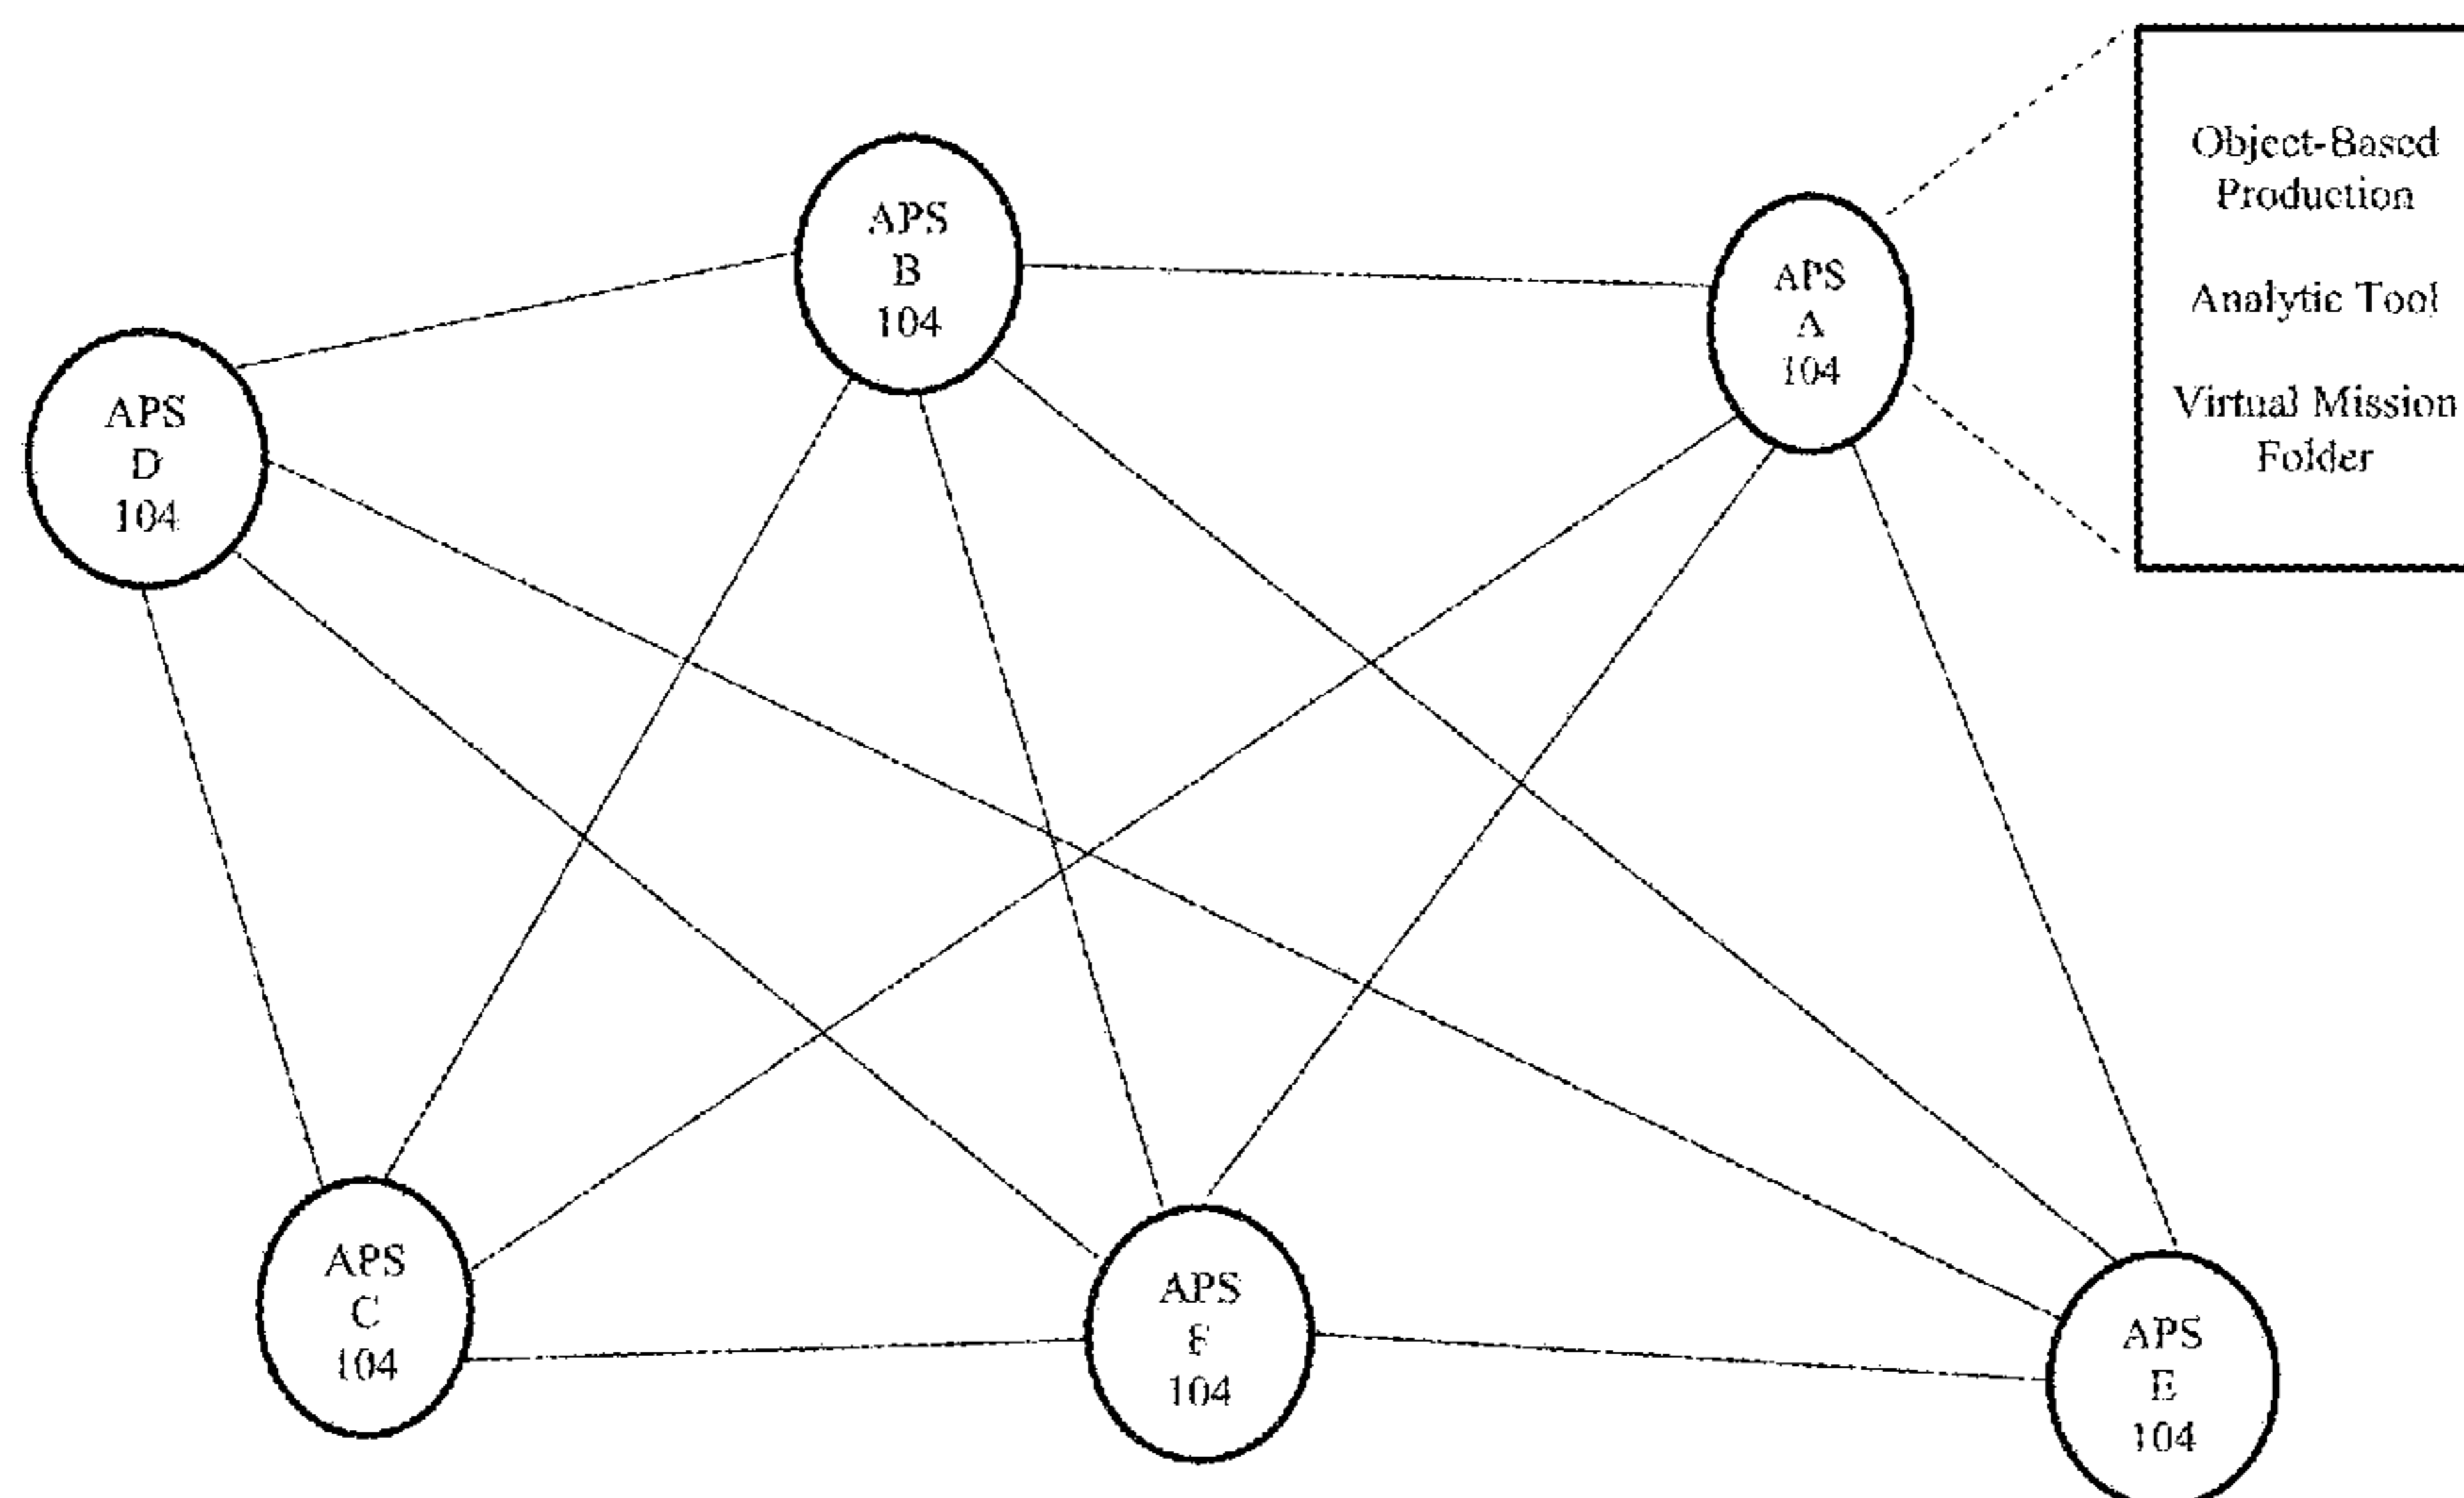 Object-Based
Production
Analytic Tool
Virtual Mission
Folder
APS
B
104
APS
A
104
APS
D
104
APS
C
104
APS
F
104
APS
E
104